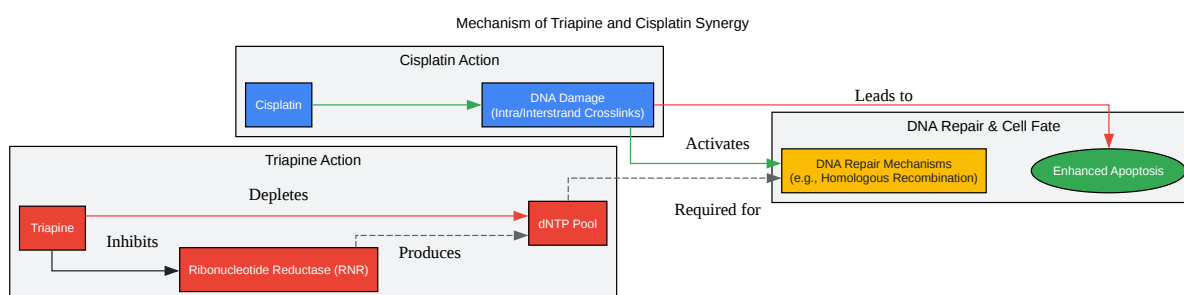 Mechanism of Triapine and Cisplatin Synergy
Cisplatin Action
Cisplatin
DNA Damage
(Intra/Interstrand Crosslinks)
Leads to
DNA Repair & Cell Fate
Activates
DNA Repair Mechanisms
(e.g., Homologous Recombination)
Enhanced Apoptosis
Triapine Action
Depletes
Required for
Triapine
dNTP Pool
Inhibits
Produces
Ribonucleotide Reductase (RNR)